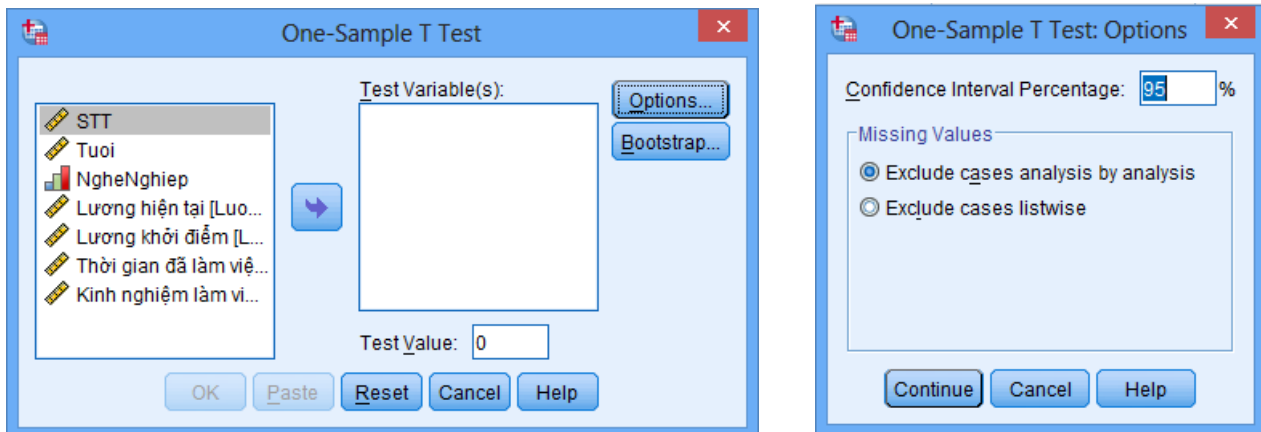 One-Sample T Test
Test Variable(s):
STT
Tuoi
NgheNghiep
Lương hiện tại [Luo...
Lương khởi điểm [L...
Thời gian đã làm việ...
Kinh nghiệm làm vi...
Options...
Bootstrap...
Test Value: 0
OK Paste Reset Cancel Help
One-Sample T Test: Options
Confidence Interval Percentage: 95 %
Missing Values
Exclude cases analysis by analysis
Exclude cases listwise
Continue Cancel Help